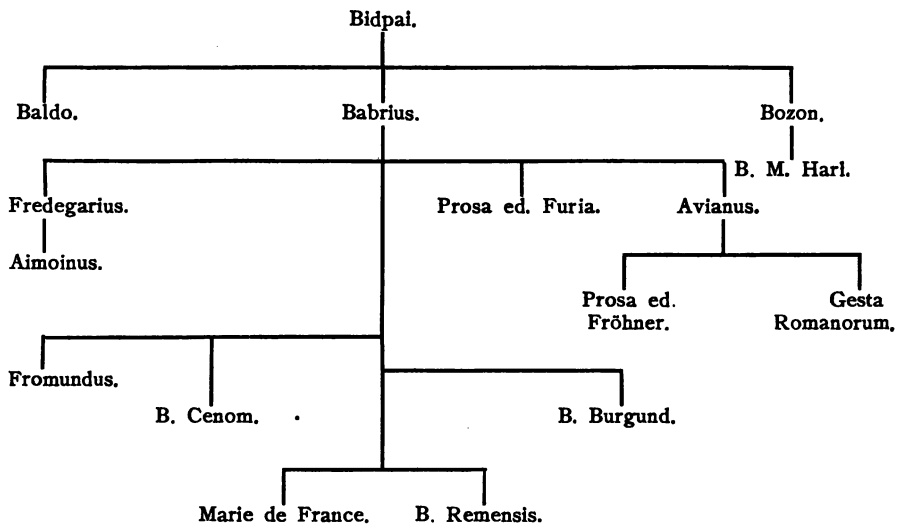 Bidpai.
Baldo.
Babrius.
Bozon.
B. M. Harl.
Fredegarius.
Prosa ed. Furia.
Avianus.
Aimoinus.
Prosa ed.
Fröhner.
Gesta
Romanorum.
Fromundus.
B. Cenom.
B. Burgund.
Marie de France.
B. Remensis.